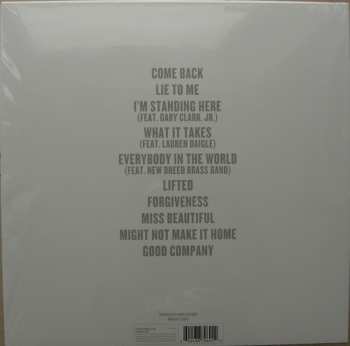 COME BACK
LIE TO ME
I'M STANDING HERE
(FEAT. GARY CLARK, JR.)
WHAT IT TAKES
(FEAT. LAUREN DAIGLE)
EVERYBODY IN THE WORLD
(FEAT. NEW BREED BRASS BAND)
LIFTED
FORGIVENESS
MISS BEAUTIFUL
MIGHT NOT MAKE IT HOME
GOOD COMPANY